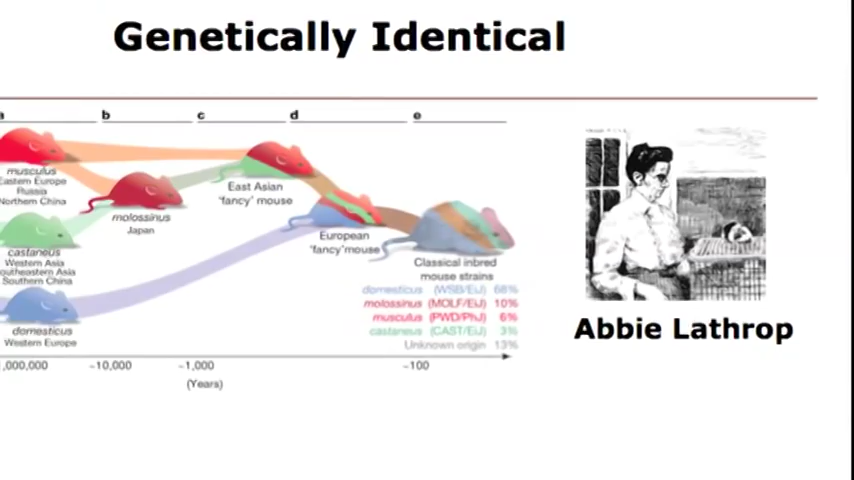 Genetically Identical
a b c d e
musculus
Eastern Europe
Russia
Northern China
molossinus
Japan
East Asian
'fancy' mouse
castaneus
Western Asia
outheastern Asia
Southern China
European
'fancy'mouse
Classical inbred
mouse strains
domesticus (WSB/EiJ) 68%
molossinus (MOLF/EiJ) 10%
musculus (PWD/PhJ) 6%
castaneus (CAST/EiJ) 3%
Unknown origin 13%
domesticus
Western Europe
,000,000 ~10,000 ~1,000 ~100
(Years)
Abbie Lathrop